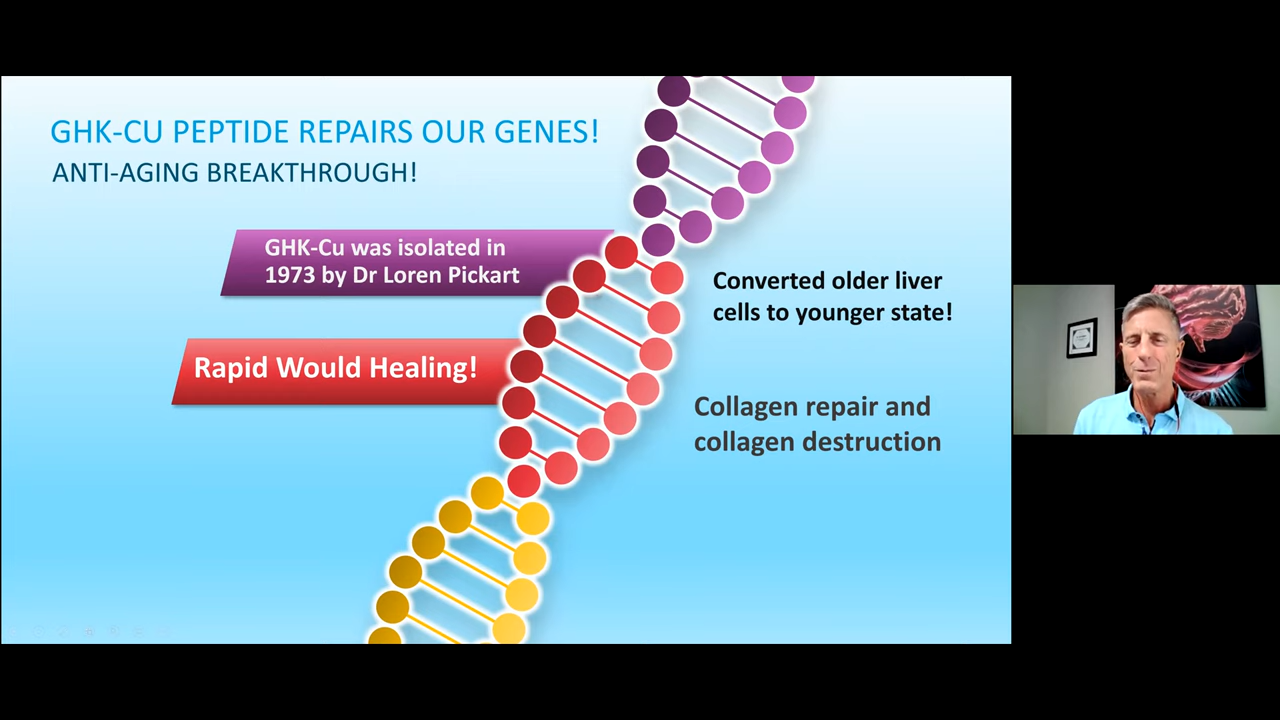 GHK-CU PEPTIDE REPAIRS OUR GENES!
ANTI-AGING BREAKTHROUGH!
GHK-Cu was isolated in
1973 by Dr Loren Pickart
Converted older liver
cells to younger state!
Rapid Would Healing!
Collagen repair and
collagen destruction